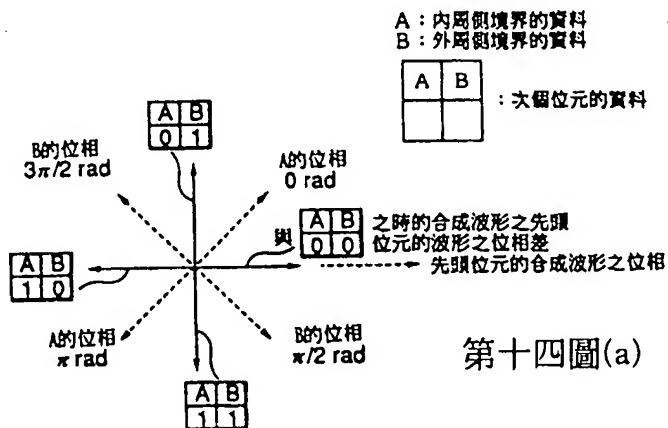 A：內周側境界的資料
B：外周側境界的資料
A B
：次個位元的資料
A B
0 1
B的位相
3π/2 rad
A的位相
0 rad
與
A B
0 0
之時的合成波形之先頭
位元的波形之位相差
先頭位元的合成波形之位相
A B
1 0
A的位相
π rad
B的位相
π/2 rad
A B
1 1
第十四圖(a)